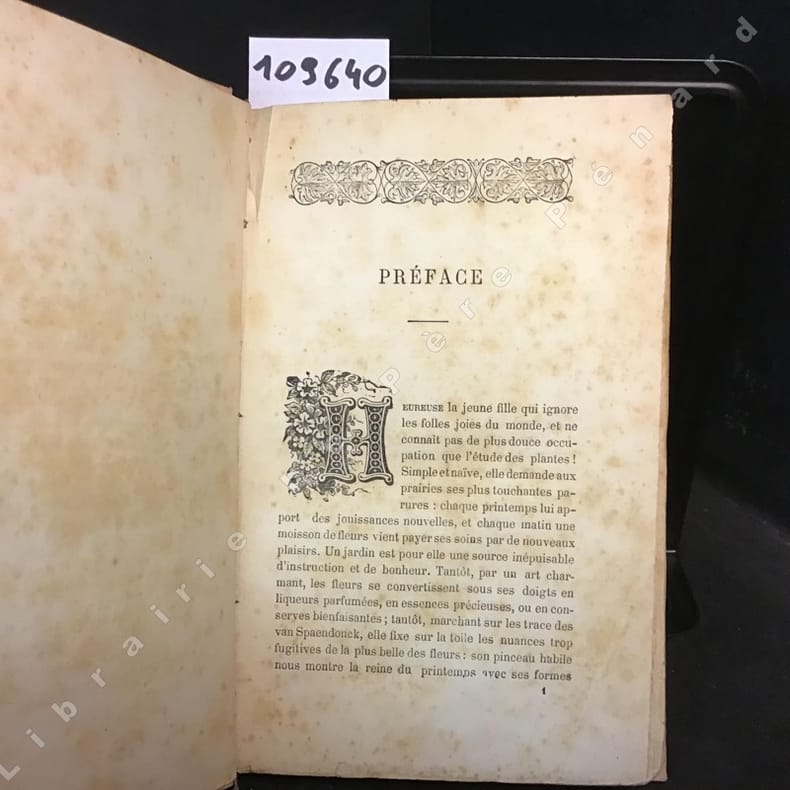 109640
PRÉFACE
HEUREUSE la jeune fille qui ignore
les folles joies du monde, et ne
connaît pas de plus douce occu-
pation que l'étude des plantes !
Simple et naïve, elle demande aux
prairies ses plus touchantes pa-
rures : chaque printemps lui ap-
port des jouissances nouvelles, et chaque matin une
moisson de fleurs vient payer ses soins par de nouveaux
plaisirs. Un jardin est pour elle une source inépuisable
d'instruction et de bonheur. Tantôt, par un art char-
mant, les fleurs se convertissent sous ses doigts en
liqueurs parfumées, en essences précieuses, ou en con-
serves bienfaisantes ; tantôt, marchant sur les trace des
van Spaendonck, elle fixe sur la toile les nuances trop
fugitives de la plus belle des fleurs : son pinceau habile
nous montre la reine du printemps avec ses formes
1
Librairie Père Pénard